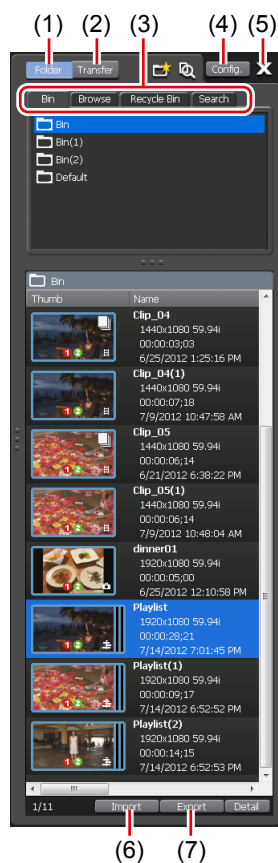 (1) (2) (3) (4) (5)
Folder Transfer Config.
Bin Browse Recycle Bin Search
Bin
Bin(1)
Bin(2)
Default
Bin
Thumb Name
Clip_04
1440x1080 59.94i
00:00:03;03
6/25/2012 1:25:16 PM
Clip_04(1)
1440x1080 59.94i
00:00:07;18
7/9/2012 10:47:58 AM
Clip_05
1440x1080 59.94i
00:00:06;14
6/21/2012 6:38:22 PM
Clip_05(1)
1440x1080 59.94i
00:00:06;14
7/9/2012 10:48:04 AM
dinner01
1920x1080 59.94i
00:00:05;00
6/25/2012 12:10:58 PM
Playlist
1920x1080 59.94i
00:00:28;21
7/14/2012 7:01:45 PM
Playlist(1)
1920x1080 59.94i
00:00:09;17
7/14/2012 6:52:52 PM
Playlist(2)
1920x1080 59.94i
00:00:14;15
7/14/2012 6:52:53 PM
1/11 Import Export Detail
(6) (7)